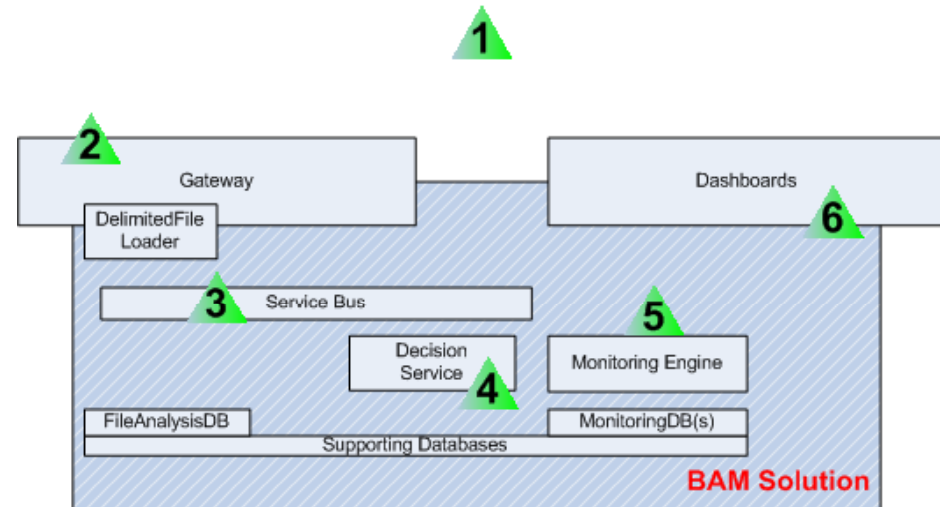 1
2
Gateway
Dashboards
DelimitedFile
Loader
6
3
Service Bus
5
Decision
Service
4
Monitoring Engine
FileAnalysisDB
MonitoringDB(s)
Supporting Databases
BAM Solution